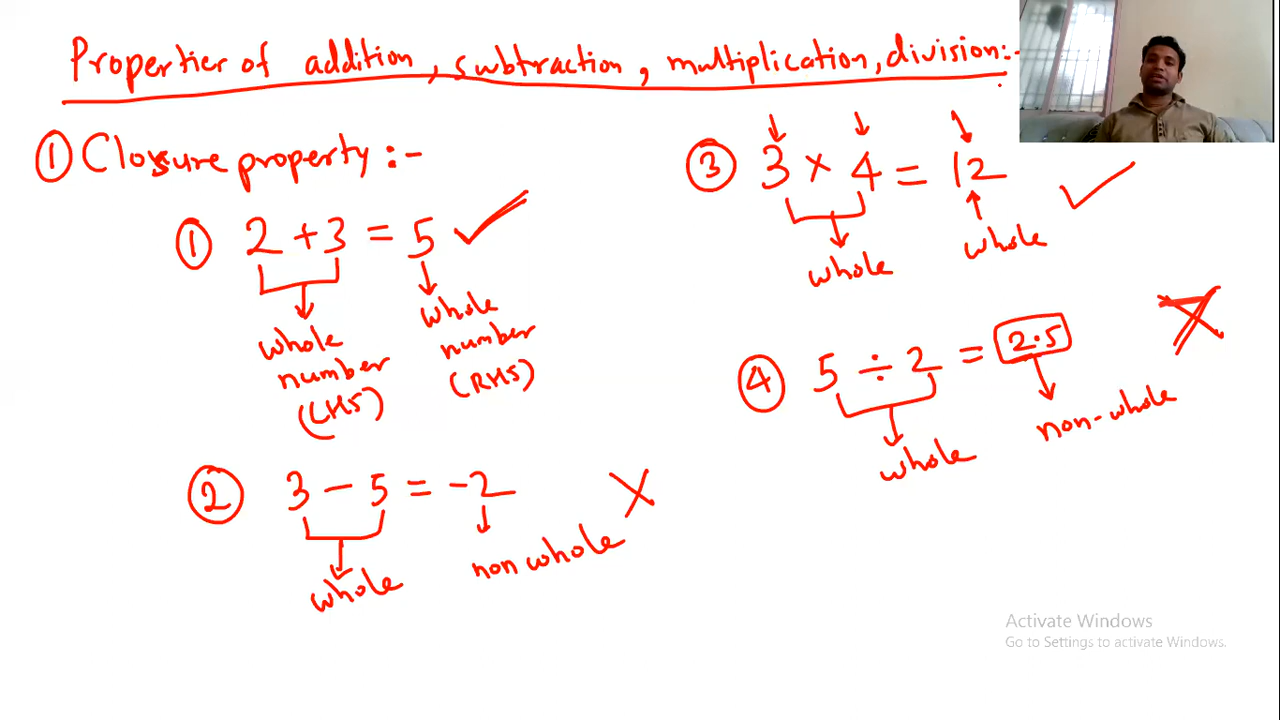 Properties of addition, subtraction, multiplication, division:-
① Clousure property :-
① 2 + 3 = 5
whole number (LHS)
whole number (RHS)
② 3 - 5 = -2
whole
non whole
③ 3 × 4 = 12
whole
whole
④ 5 ÷ 2 = 2.5
whole
non-whole
Activate Windows
Go to Settings to activate Windows.